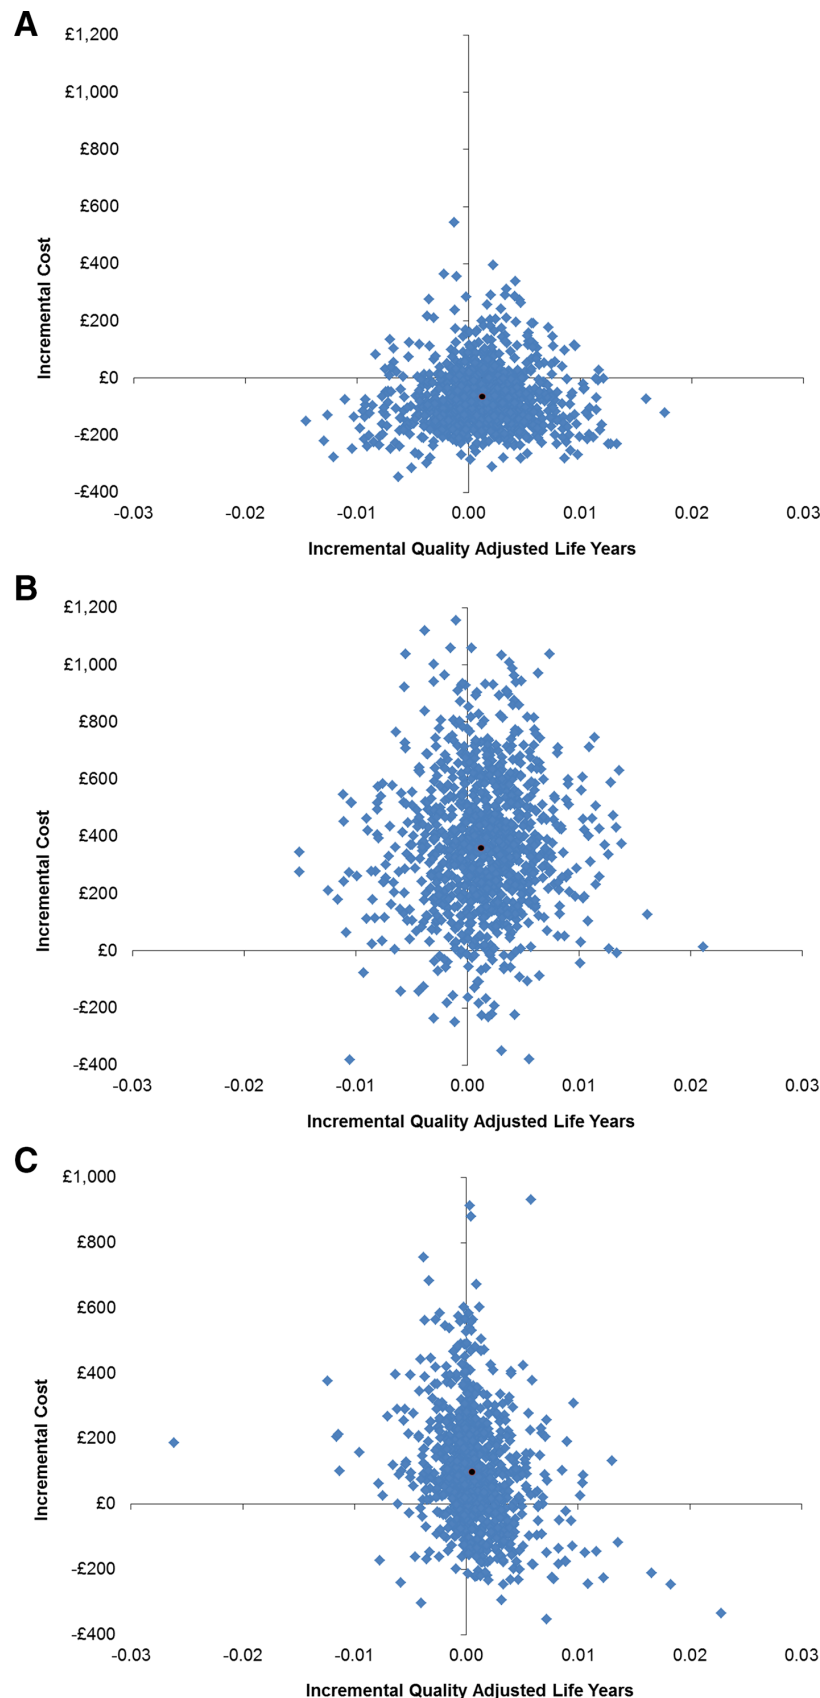 A
£1,200
£1,000
£800
£600
£400
£200
£0
-£200
-£400
Incremental Cost
-0.03 -0.02 -0.01 0.00 0.01 0.02 0.03
Incremental Quality Adjusted Life Years
B
£1,200
£1,000
£800
£600
£400
£200
£0
-£200
-£400
Incremental Cost
-0.03 -0.02 -0.01 0.00 0.01 0.02 0.03
Incremental Quality Adjusted Life Years
C
£1,000
£800
£600
£400
£200
£0
-£200
-£400
Incremental Cost
-0.03 -0.02 -0.01 0.00 0.01 0.02 0.03
Incremental Quality Adjusted Life Years